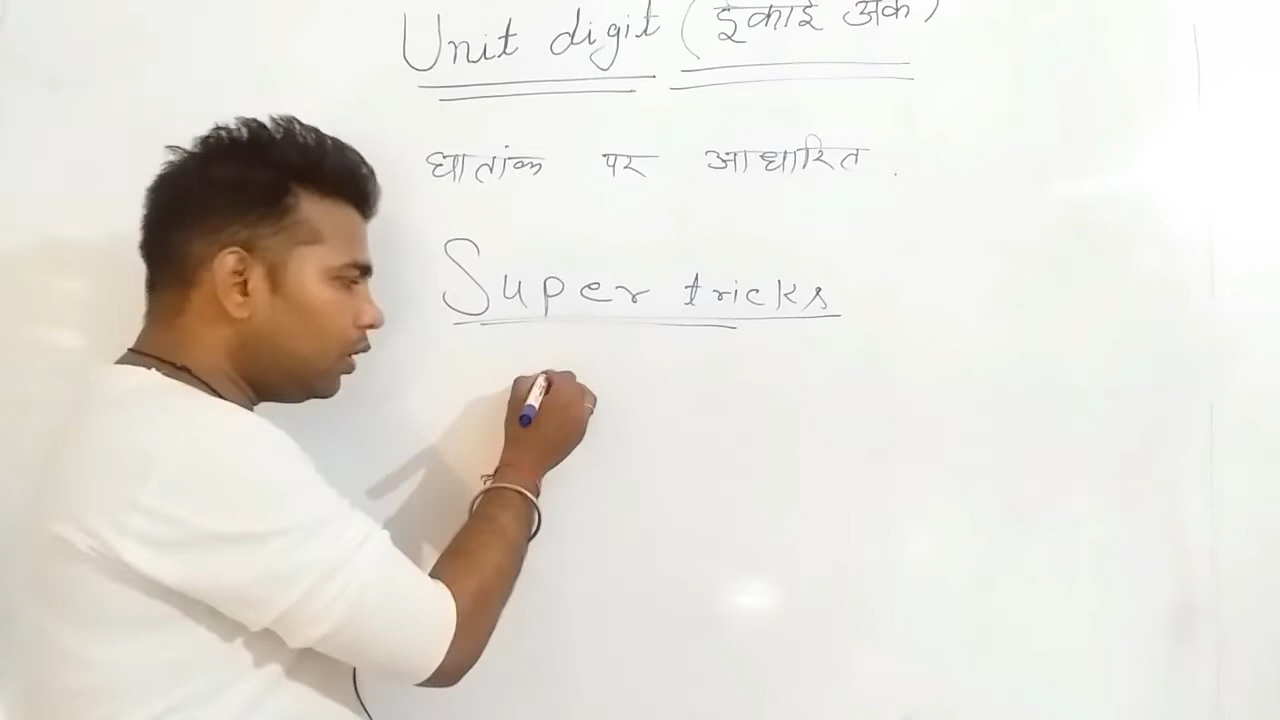 Unit digit (इकाई अंक)
घातांक पर आधारित .
Super tricks